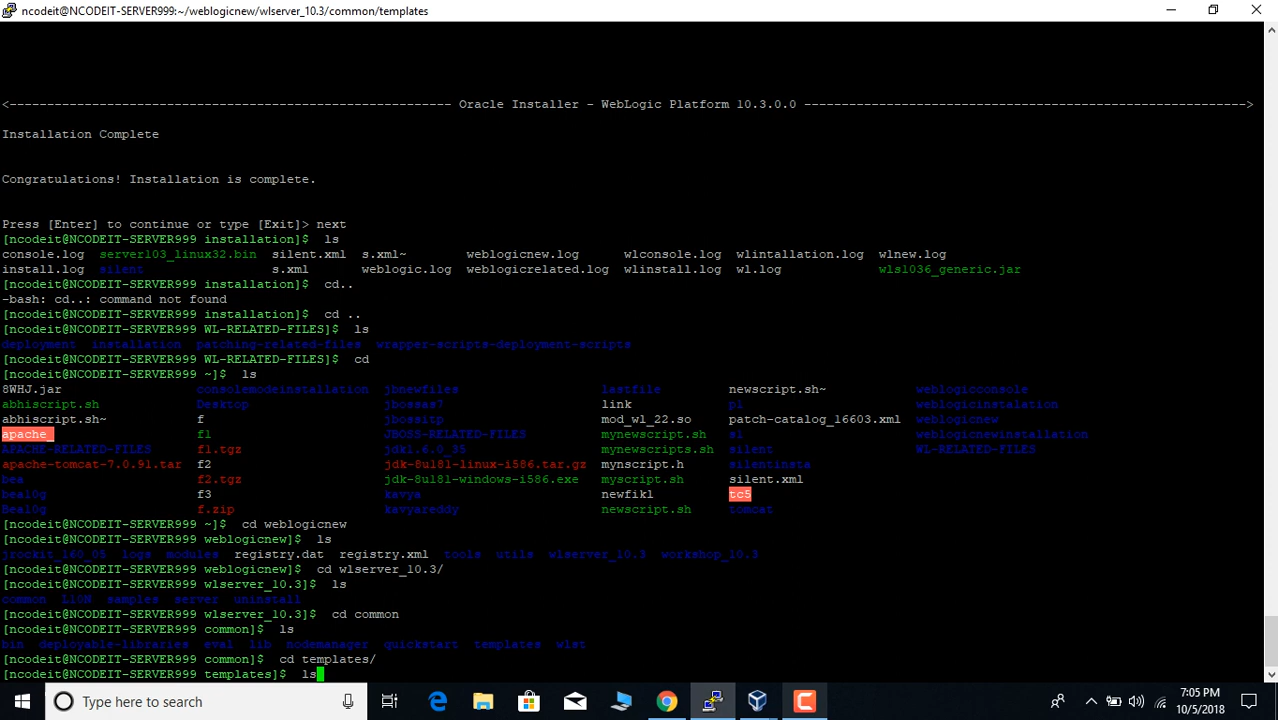 ncodeit@NCODEIT-SERVER999:~/weblogicnew/wlserver_10.3/common/templates
<---------------------------------------------------------- Oracle Installer - WebLogic Platform 10.3.0.0 ---------------------------------------------------------->
Installation Complete
Congratulations! Installation is complete.
Press [Enter] to continue or type [Exit]> next
[ncodeit@NCODEIT-SERVER999 installation]$ ls
console.log server103_linux32.bin silent.xml s.xml~ weblogicnew.log wlconsole.log wlintallation.log wlnew.log
install.log silent s.xml weblogic.log weblogicrelated.log wlinstall.log wl.log wls1036_generic.jar
[ncodeit@NCODEIT-SERVER999 installation]$ cd..
-bash: cd..: command not found
[ncodeit@NCODEIT-SERVER999 installation]$ cd ..
[ncodeit@NCODEIT-SERVER999 WL-RELATED-FILES]$ ls
deployment installation patching-related-files wrapper-scripts-deployment-scripts
[ncodeit@NCODEIT-SERVER999 WL-RELATED-FILES]$ cd
[ncodeit@NCODEIT-SERVER999 ~]$ ls
8WHJ.jar consolemodeinstallation jbnewfiles lastfile newscript.sh~ weblogicconsole
abhiscript.sh Desktop jbossas7 link p1 weblogicinstalation
abhiscript.sh~ f jbossitp mod_wl_22.so patch-catalog_16603.xml weblogicnew
apache_ f1 JBOSS-RELATED-FILES mynewscript.sh s1 weblogicnewinstallation
APACHE-RELATED-FILES f1.tgz jdk1.6.0_35 mynewscripts.sh silent WL-RELATED-FILES
apache-tomcat-7.0.91.tar f2 jdk-8u181-linux-i586.tar.gz mynscript.h silentinsta
bea f2.tgz jdk-8u181-windows-i586.exe myscript.sh silent.xml
bea10g f3 kavya newfikl tc5
Bea10g f.zip kavyareddy newscript.sh tomcat
[ncodeit@NCODEIT-SERVER999 ~]$ cd weblogicnew
[ncodeit@NCODEIT-SERVER999 weblogicnew]$ ls
jrockit_160_05 logs modules registry.dat registry.xml tools utils wlserver_10.3 workshop_10.3
[ncodeit@NCODEIT-SERVER999 weblogicnew]$ cd wlserver_10.3/
[ncodeit@NCODEIT-SERVER999 wlserver_10.3]$ ls
common L10N samples server uninstall
[ncodeit@NCODEIT-SERVER999 wlserver_10.3]$ cd common
[ncodeit@NCODEIT-SERVER999 common]$ ls
bin deployable-libraries eval lib nodemanager quickstart templates wlst
[ncodeit@NCODEIT-SERVER999 common]$ cd templates/
[ncodeit@NCODEIT-SERVER999 templates]$ ls
Type here to search
7:05 PM
10/5/2018